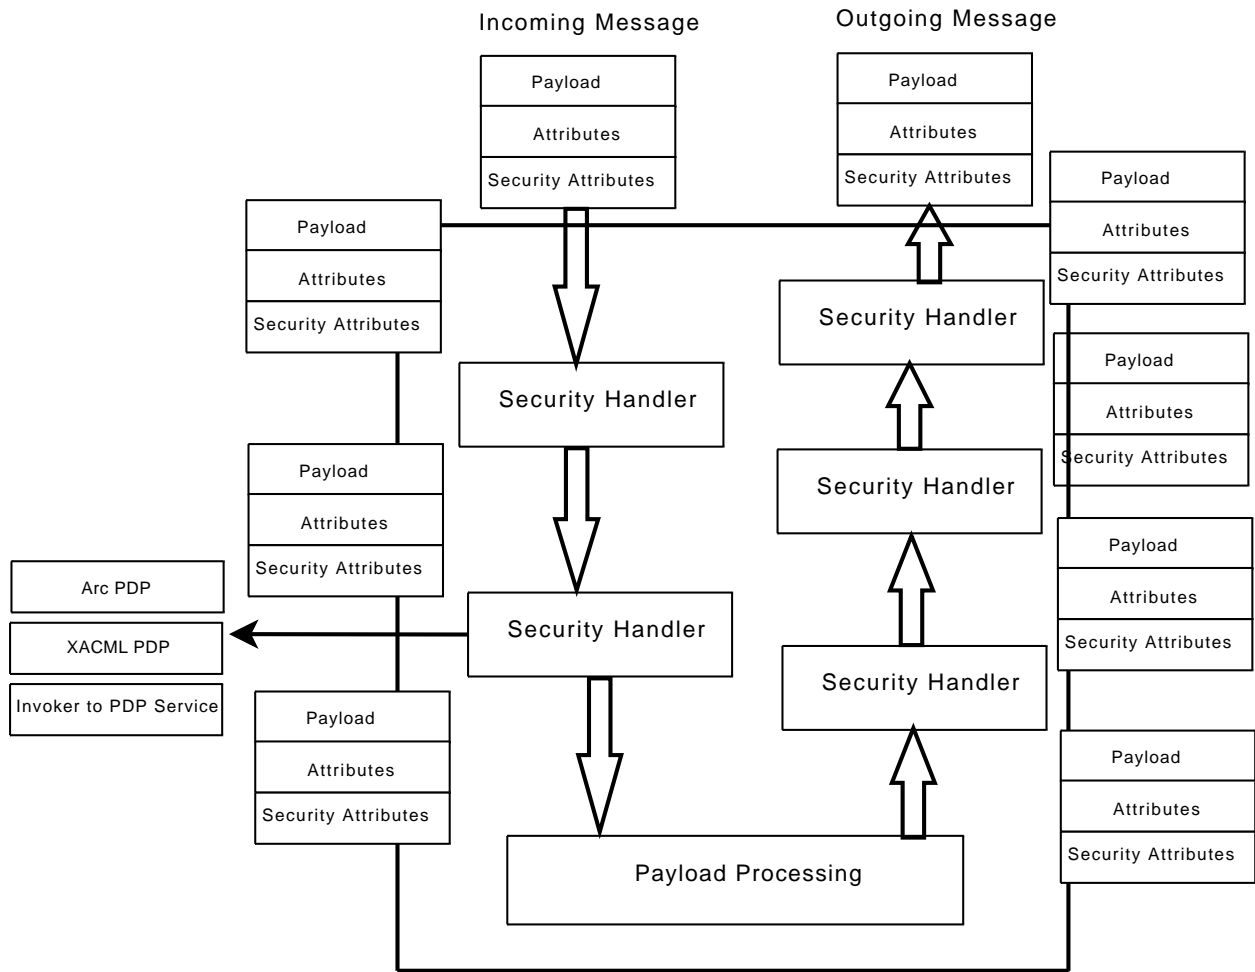 Incoming Message
Outgoing Message
Payload
Attributes
Security Attributes
Payload
Attributes
Security Attributes
Payload
Attributes
Security Attributes
Payload
Attributes
Security Attributes
Security Handler
Security Handler
Payload
Attributes
Security Attributes
Payload
Attributes
Security Attributes
Security Handler
Payload
Attributes
Security Attributes
Arc PDP
XACML PDP
Invoker to PDP Service
Security Handler
Security Handler
Payload
Attributes
Security Attributes
Payload
Attributes
Security Attributes
Payload Processing